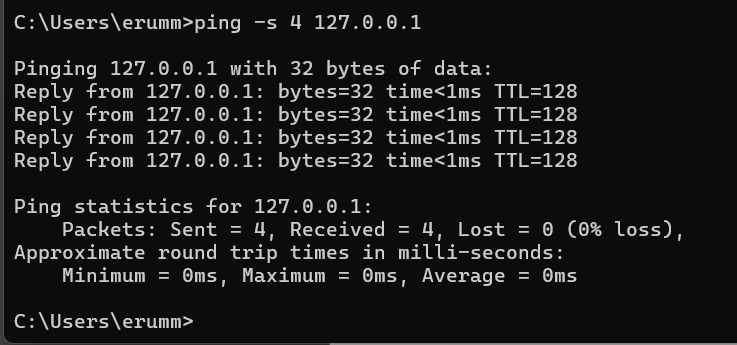 C:\Users\erumm>ping -s 4 127.0.0.1
Pinging 127.0.0.1 with 32 bytes of data:
Reply from 127.0.0.1: bytes=32 time<1ms TTL=128
Reply from 127.0.0.1: bytes=32 time<1ms TTL=128
Reply from 127.0.0.1: bytes=32 time<1ms TTL=128
Reply from 127.0.0.1: bytes=32 time<1ms TTL=128
Ping statistics for 127.0.0.1:
    Packets: Sent = 4, Received = 4, Lost = 0 (0% loss),
Approximate round trip times in milli-seconds:
    Minimum = 0ms, Maximum = 0ms, Average = 0ms
C:\Users\erumm>